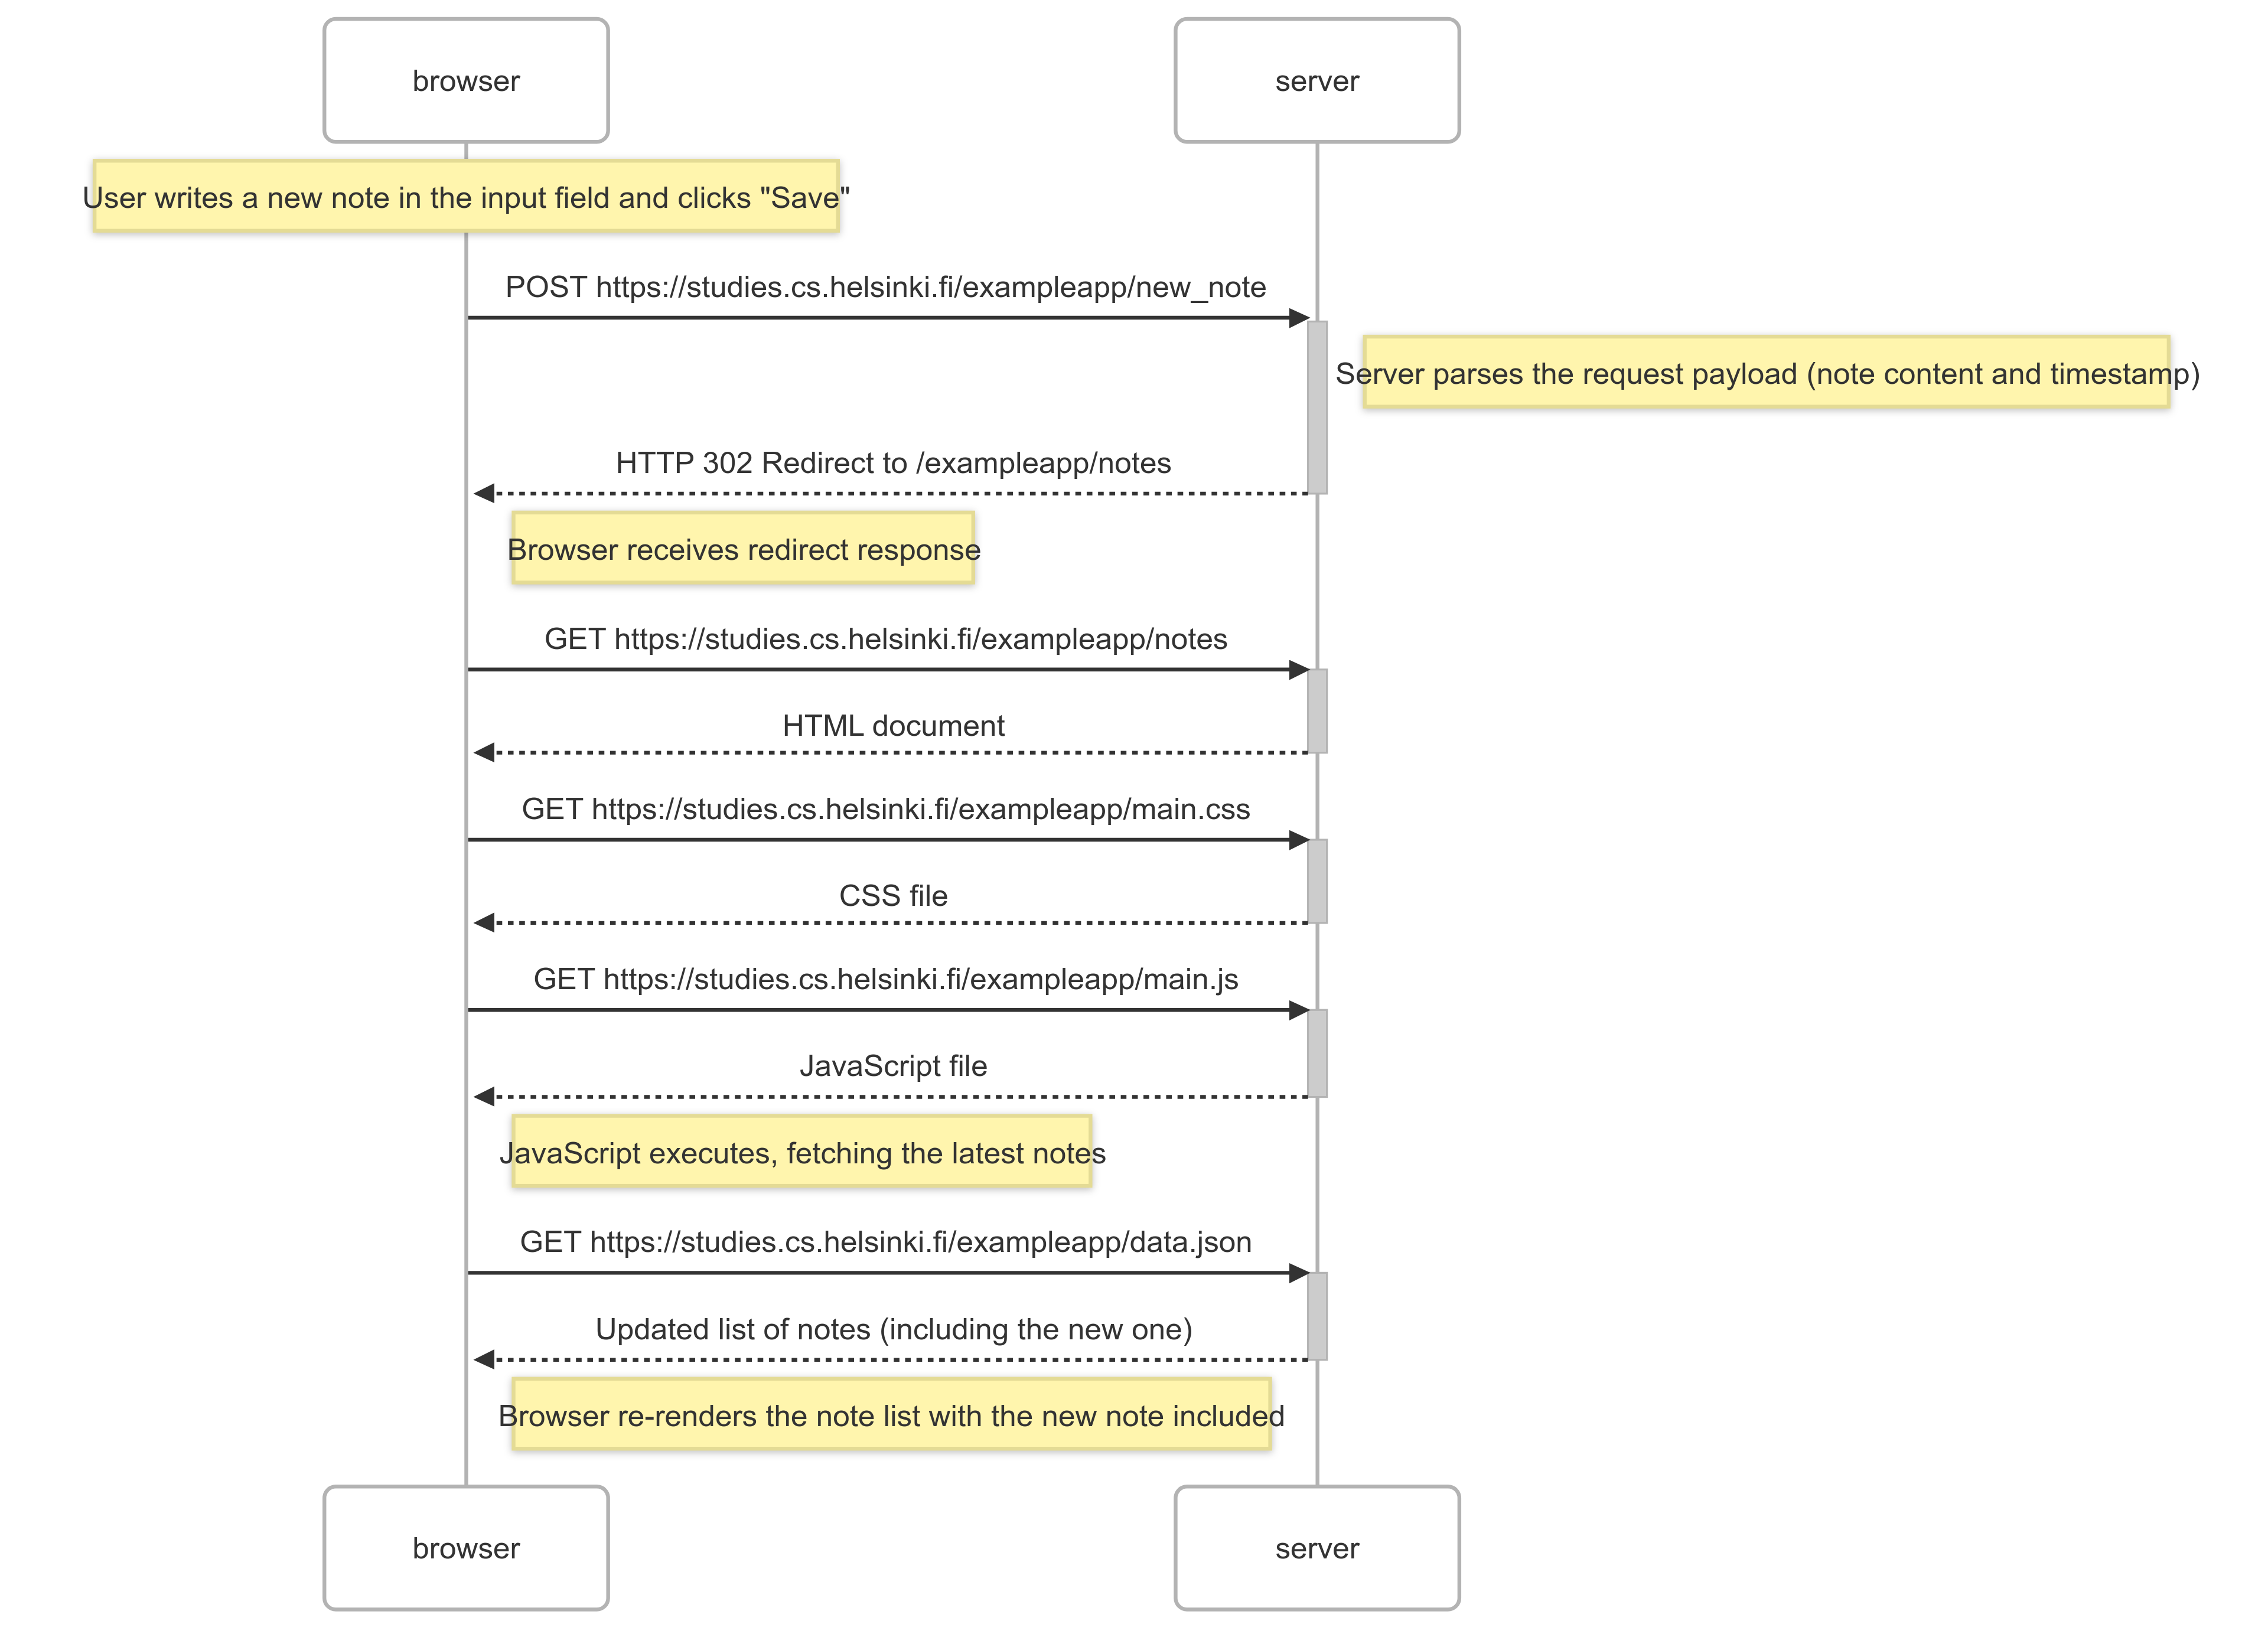 browser
server
User writes a new note in the input field and clicks "Save"
POST https://studies.cs.helsinki.fi/exampleapp/new_note
Server parses the request payload (note content and timestamp)
HTTP 302 Redirect to /exampleapp/notes
Browser receives redirect response
GET https://studies.cs.helsinki.fi/exampleapp/notes
HTML document
GET https://studies.cs.helsinki.fi/exampleapp/main.css
CSS file
GET https://studies.cs.helsinki.fi/exampleapp/main.js
JavaScript file
JavaScript executes, fetching the latest notes
GET https://studies.cs.helsinki.fi/exampleapp/data.json
Updated list of notes (including the new one)
Browser re-renders the note list with the new note included
browser
server